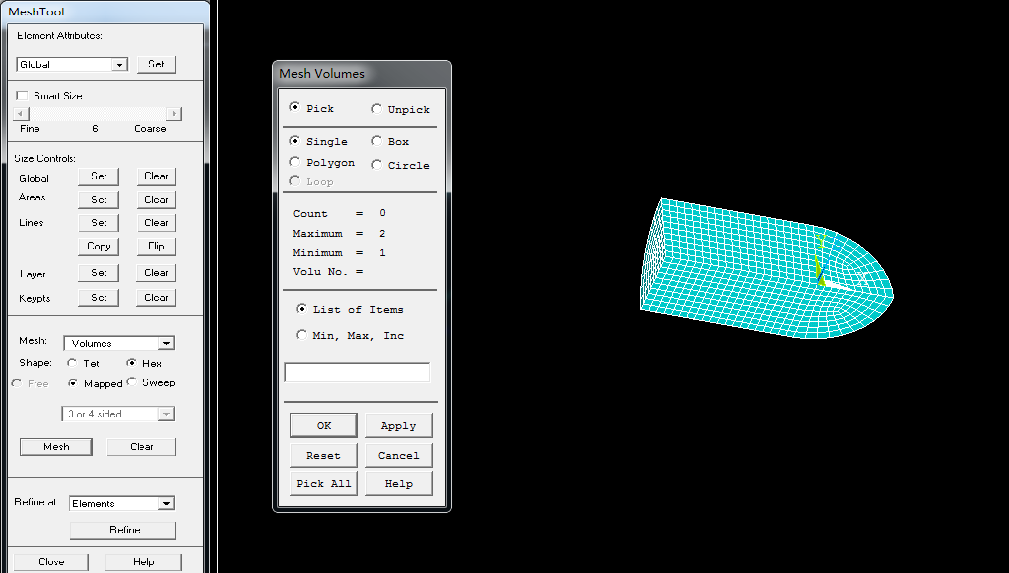 MeshTool
Element Attributes:
Global
Set
Smart Size
Fine 6 Coarse
Size Controls:
Global Set Clear
Areas Set Clear
Lines Set Clear
Copy Flip
Layer Set Clear
Keypts Set Clear
Mesh: Volumes
Shape: Tet Hex
Free Mapped Sweep
3 or 4 sided
Mesh Clear
Refine at: Elements
Refine
Close Help
Mesh Volumes
Pick Unpick
Single Box
Polygon Circle
Loop
Count = 0
Maximum = 2
Minimum = 1
Volu No. =
List of Items
Min, Max, Inc
OK Apply
Reset Cancel
Pick All Help